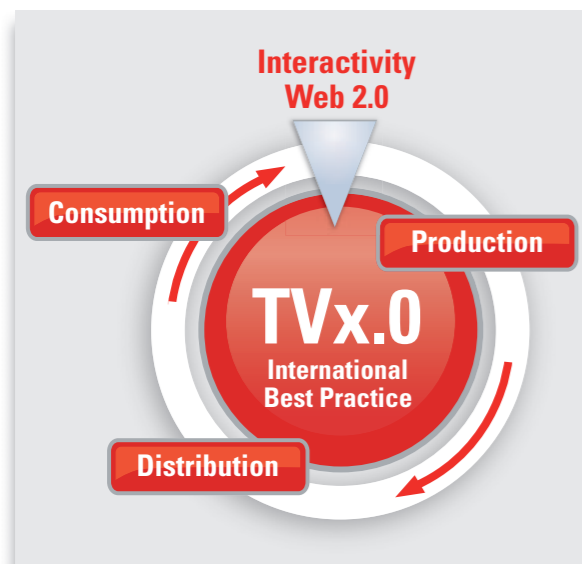 Interactivity
Web 2.0
Consumption
Production
TVx.0
International
Best Practice
Distribution